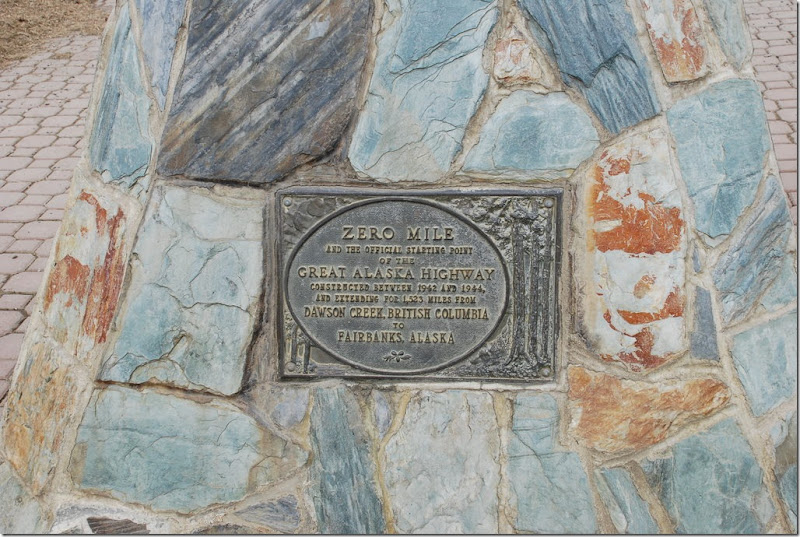 ZERO MILE
AND THE OFFICIAL STARTING POINT
OF THE
GREAT ALASKA HIGHWAY
CONSTRUCTED BETWEEN 1942 AND 1944,
AND EXTENDING FOR 1,523 MILES FROM
DAWSON CREEK, BRITISH COLUMBIA
TO
FAIRBANKS, ALASKA